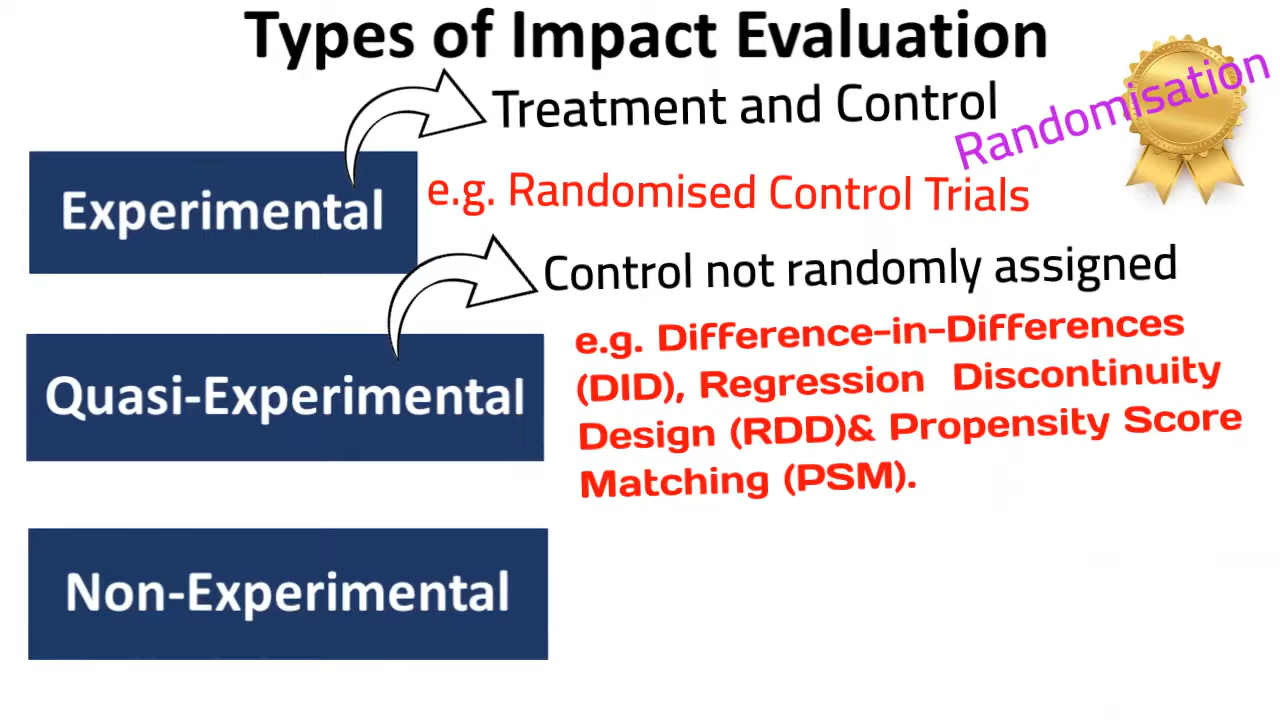 Types of Impact Evaluation
Treatment and Control
Randomisation
Experimental
e.g. Randomised Control Trials
Control not randomly assigned
Quasi-Experimental
e.g. Difference-in-Differences
(DID), Regression Discontinuity
Design (RDD)& Propensity Score
Matching (PSM).
Non-Experimental